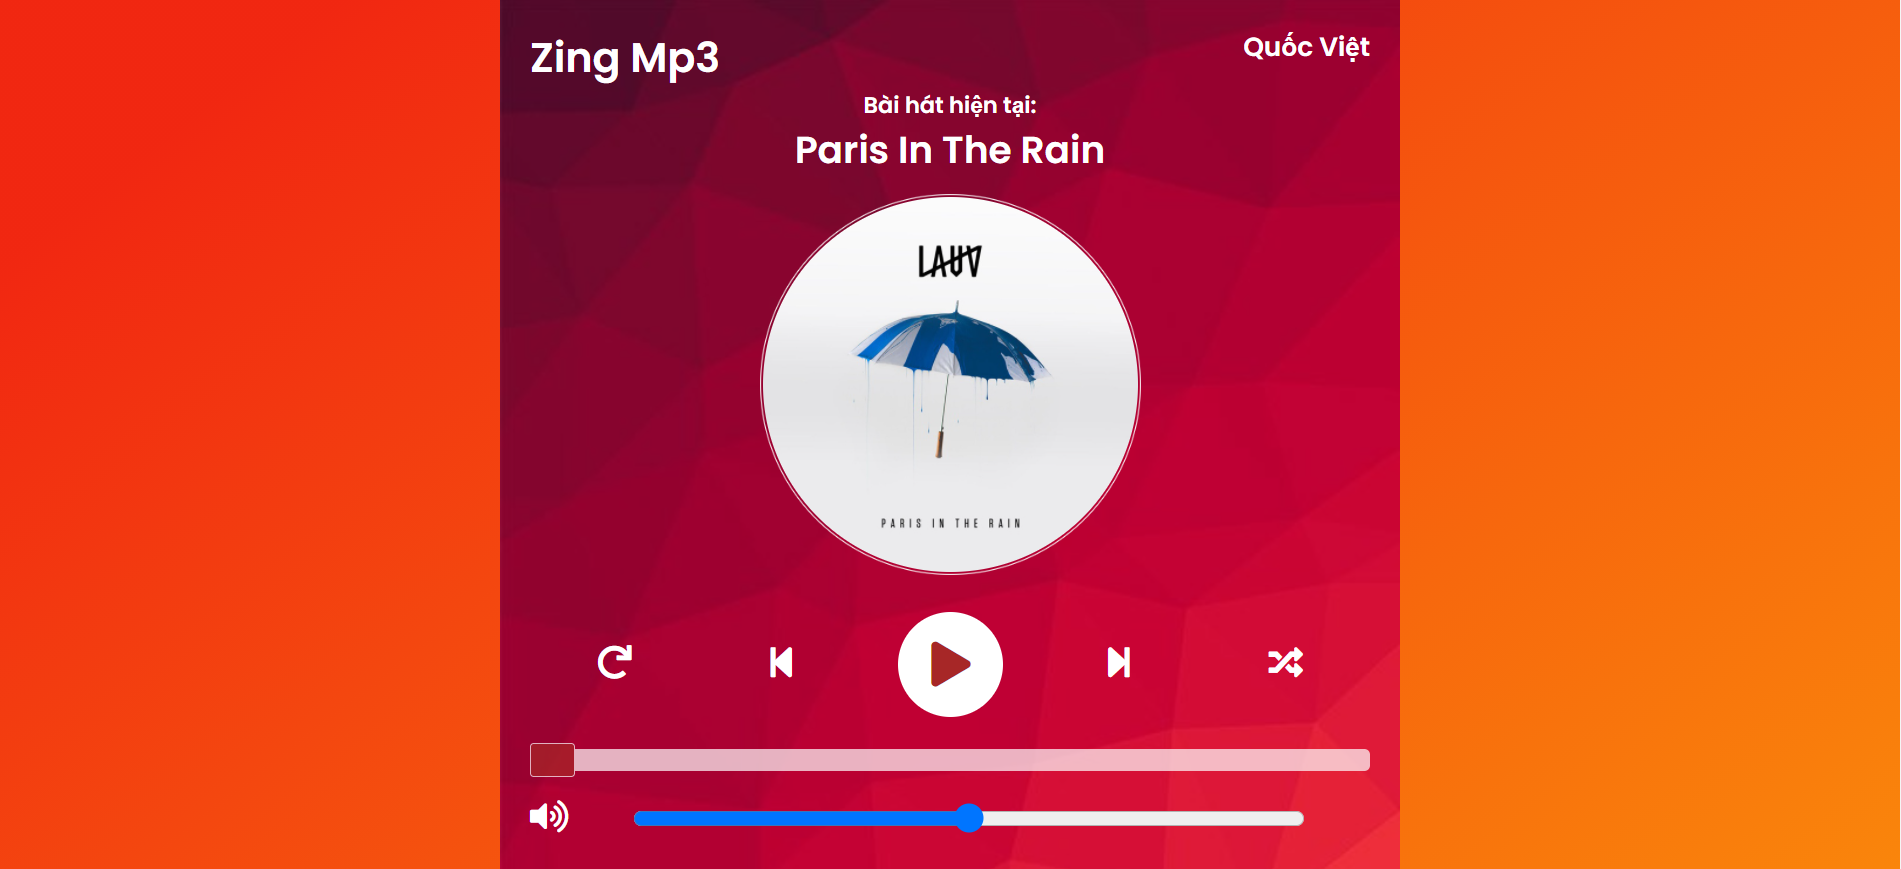 Zing Mp3
Quốc Việt
Bài hát hiện tại:
Paris In The Rain
LAUV
PARIS IN THE RAIN